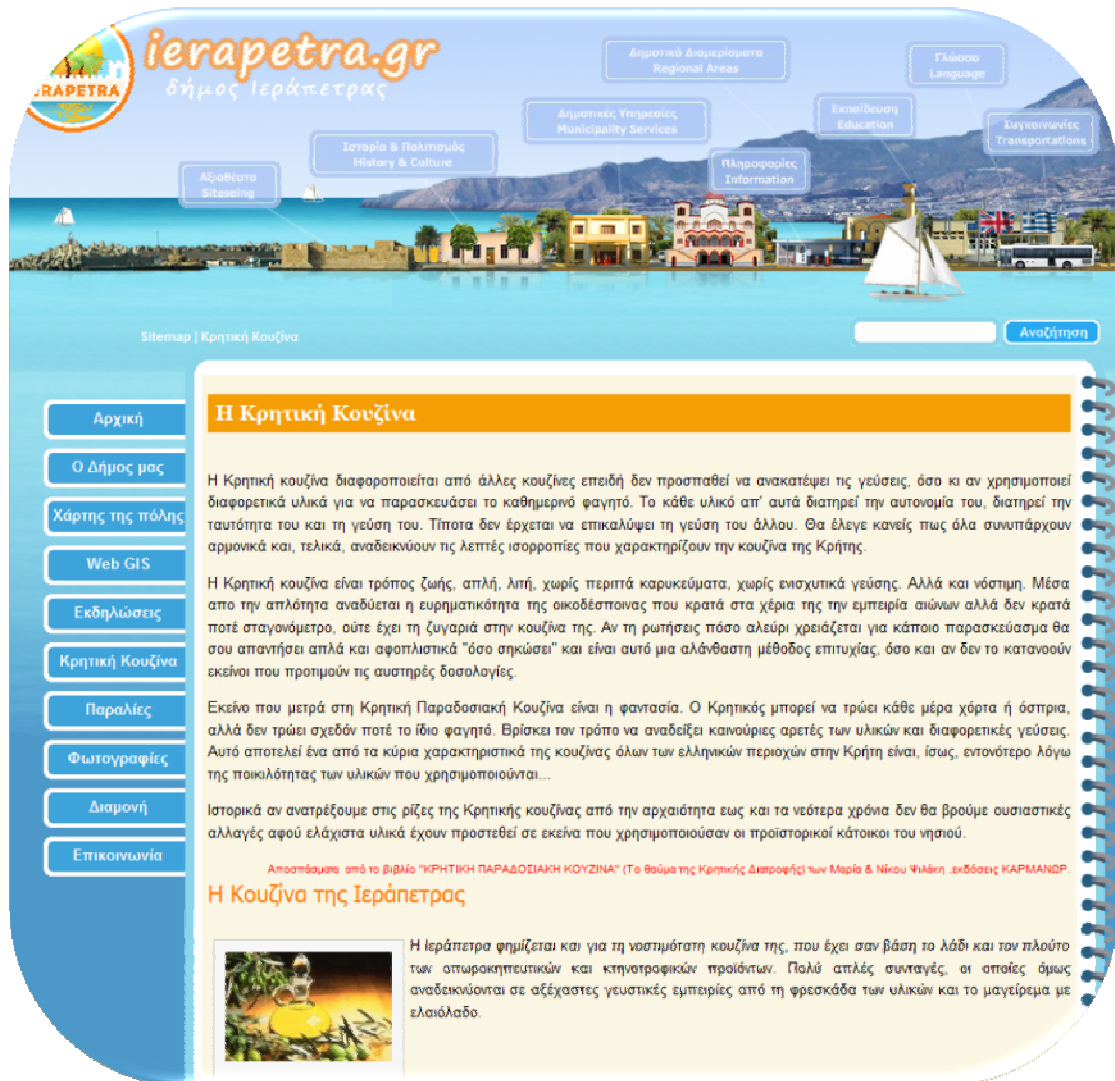 ierapetra.gr
δήμος Ιεράπετρας
ΙΕRAPETRA
Δημοτικά Διαμερίσματα
Regional Areas
Γλώσσα
Language
Δημοτικές Υπηρεσίες
Municipality Services
Εκπαίδευση
Education
Συγκοινωνίες
Transportations
Ιστορία & Πολιτισμός
History & Culture
Πληροφορίες
Information
Αξιοθέατα
Siteseing
Sitemap | Κρητική Κουζίνα
Αναζήτηση
Αρχική
Ο Δήμος μας
Χάρτης της πόλης
Web GIS
Εκδηλώσεις
Κρητική Κουζίνα
Παραλίες
Φωτογραφίες
Διαμονή
Επικοινωνία
Η Κρητική Κουζίνα
Η Κρητική κουζίνα διαφοροποιείται από άλλες κουζίνες επειδή δεν προσπαθεί να ανακατέψει τις γεύσεις, όσο κι αν χρησιμοποιεί
διαφορετικά υλικά για να παρασκευάσει το καθημερινό φαγητό. Το κάθε υλικό απ' αυτά διατηρεί την αυτονομία του, διατηρεί την
ταυτότητα του και τη γεύση του. Τίποτα δεν έρχεται να επικαλύψει τη γεύση του άλλου. Θα έλεγε κανείς πως όλα συνυπάρχουν
αρμονικά και, τελικά, αναδεικνύουν τις λεπτές ισορροπίες που χαρακτηρίζουν την κουζίνα της Κρήτης.
Η Κρητική κουζίνα είναι τρόπος ζωής, απλή, λιτή, χωρίς περιττά καρυκεύματα, χωρίς ενισχυτικά γεύσης. Αλλά και νόστιμη. Μέσα
απο την απλότητα αναδύεται η ευρηματικότητα της οικοδέσποινας που κρατά στα χέρια της την εμπειρία αιώνων αλλά δεν κρατά
ποτέ σταγονόμετρο, ούτε έχει τη ζυγαριά στην κουζίνα της. Αν τη ρωτήσεις πόσο αλεύρι χρειάζεται για κάποιο παρασκεύασμα θα
σου απαντήσει απλά και αφοπλιστικά "όσο σηκώσει" και είναι αυτό μια αλάνθαστη μέθοδος επιτυχίας, όσο και αν δεν το κατανοούν
εκείνοι που προτιμούν τις αυστηρές δοσολογίες.
Εκείνο που μετρά στη Κρητική Παραδοσιακή Κουζίνα είναι η φαντασία. Ο Κρητικός μπορεί να τρώει κάθε μέρα χόρτα ή όσπρια,
αλλά δεν τρώει σχεδόν ποτέ το ίδιο φαγητό. Βρίσκει τον τρόπο να αναδείξει καινούριες αρετές των υλικών και διαφορετικές γεύσεις.
Αυτό αποτελεί ένα από τα κύρια χαρακτηριστικά της κουζίνας όλων των ελληνικών περιοχών στην Κρήτη είναι, ίσως, εντονότερο λόγω
της ποικιλότητας των υλικών που χρησιμοποιούνται...
Ιστορικά αν ανατρέξουμε στις ρίζες της Κρητικής κουζίνας από την αρχαιότητα εως και τα νεότερα χρόνια δεν θα βρούμε ουσιαστικές
αλλαγές αφού ελάχιστα υλικά έχουν προστεθεί σε εκείνα που χρησιμοποιούσαν οι προϊστορικοί κάτοικοι του νησιού.
Αποσπάσματα από το βιβλίο "ΚΡΗΤΙΚΗ ΠΑΡΑΔΟΣΙΑΚΗ ΚΟΥΖΙΝΑ" (Το θαύμα της Κρητικής Διατροφής) των Μαρία & Νίκου Ψιλάκη ,εκδόσεις ΚΑΡΜΑΝΩΡ.
Η Κουζίνα της Ιεράπετρας
Η Ιεράπετρα φημίζεται και για τη νοστιμότατη κουζίνα της, που έχει σαν βάση το λάδι και τον πλούτο
των οπωροκηπευτικών και κτηνοτροφικών προϊόντων. Πολύ απλές συνταγές, οι οποίες όμως
αναδεικνύονται σε αξέχαστες γευστικές εμπειρίες από τη φρεσκάδα των υλικών και το μαγείρεμα με
ελαιόλαδο.